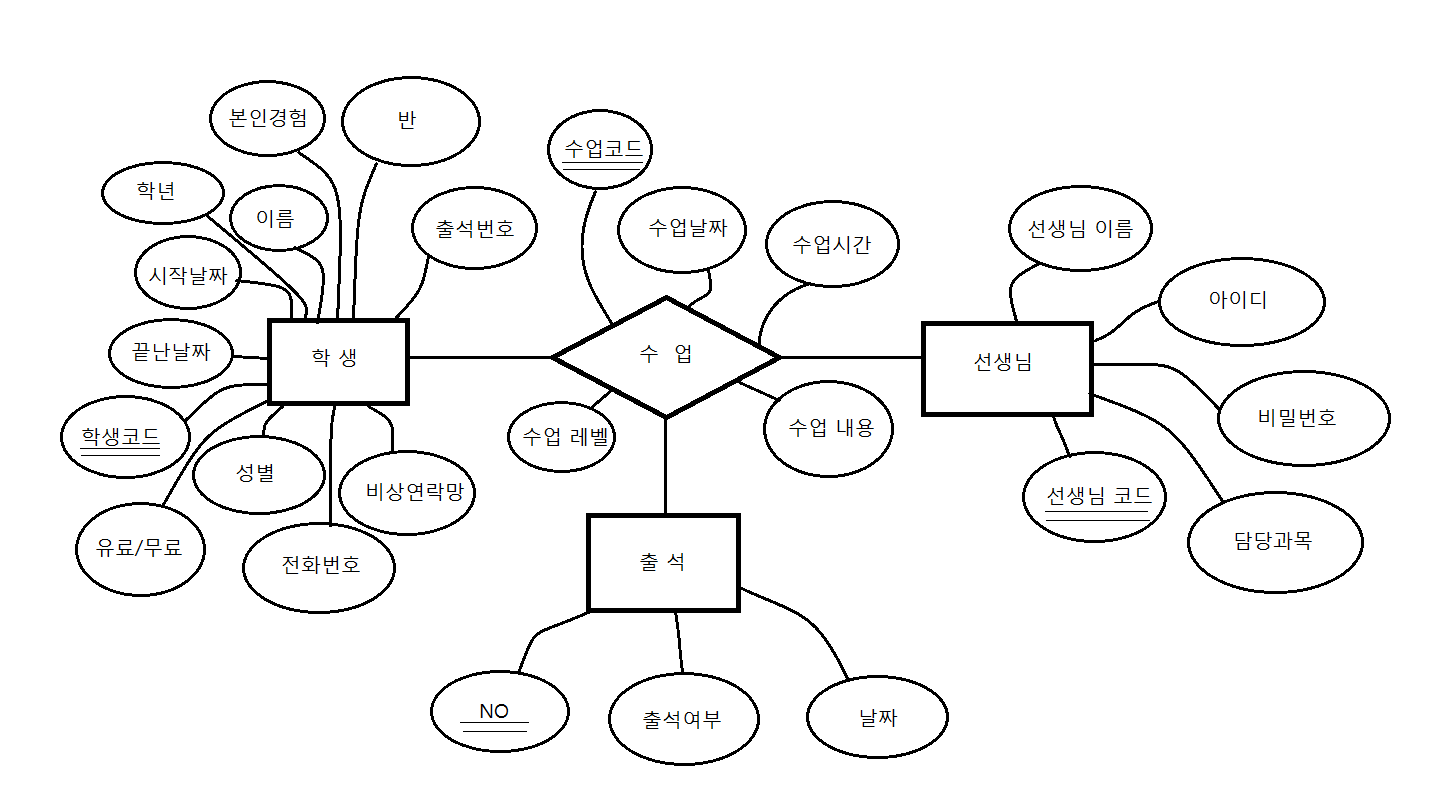 본인경험
반
수업코드
학년
이름
출석번호
수업날짜
수업시간
선생님 이름
시작날짜
아이디
끝난날짜
학 생
수 업
선생님
학생코드
수업 레벨
수업 내용
비밀번호
성별
비상연락망
선생님 코드
유료/무료
전화번호
출 석
담당과목
NO
출석여부
날짜